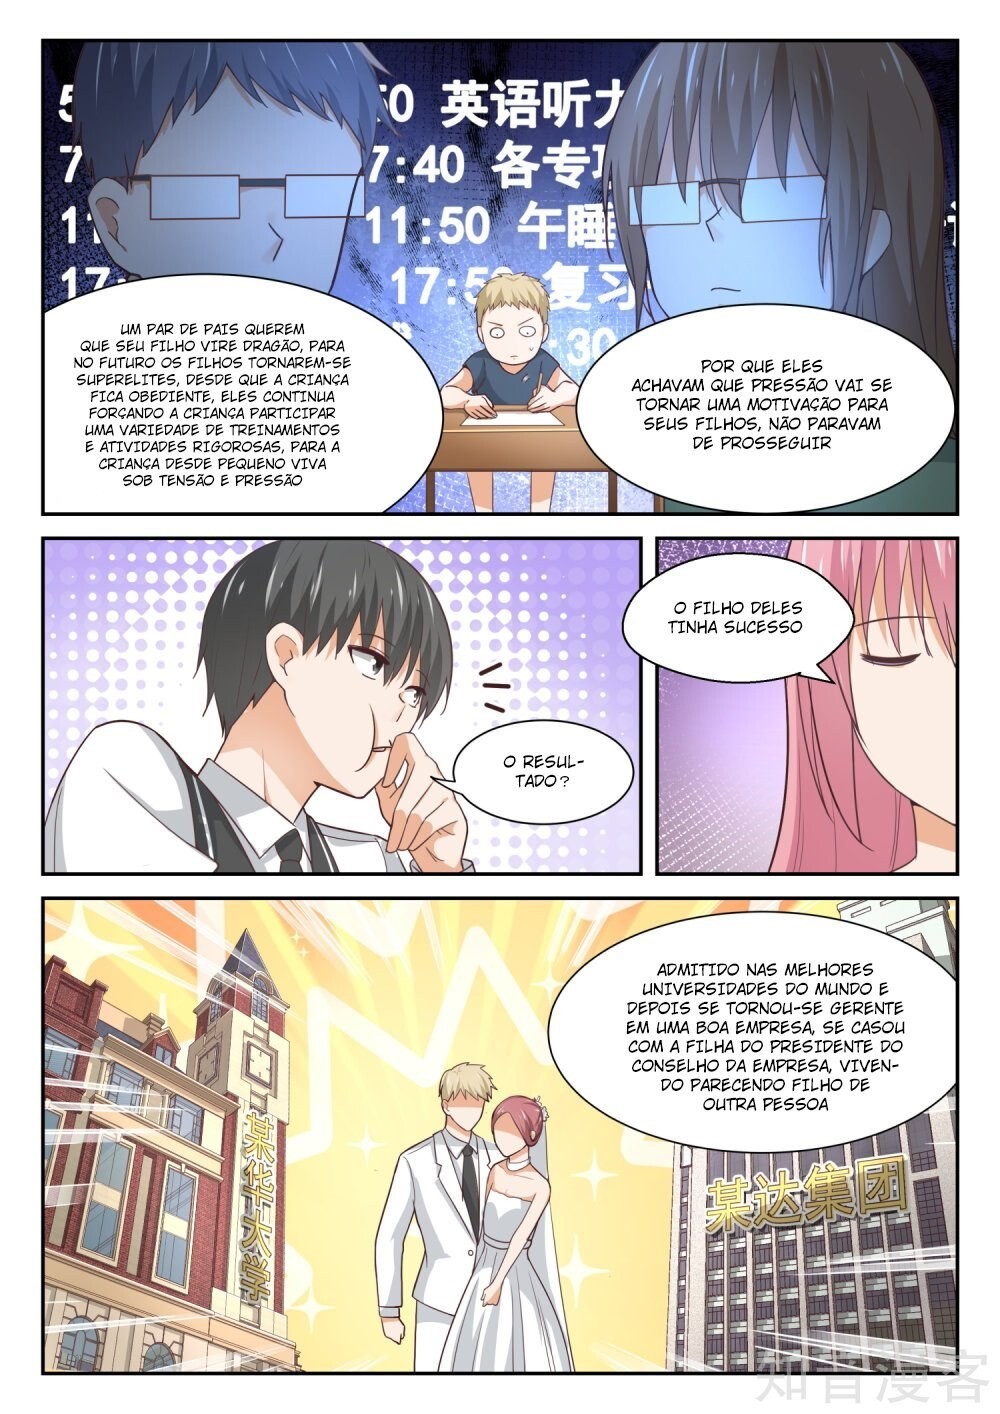 50 英语听力
7:40 各专项
11:50 午睡
17:50 复习
:30
UM PAR DE PAIS QUEREM
QUE SEU FILHO VIRE DRAGÃO, PARA
NO FUTURO OS FILHOS TORNAREM-SE
SUPERELITES, DESDE QUE A CRIANÇA
FICA OBEDIENTE, ELES CONTINUA
FORÇANDO A CRIANÇA PARTICIPAR
UMA VARIEDADE DE TREINAMENTOS
E ATIVIDADES RIGOROSAS, PARA A
CRIANÇA DESDE PEQUENO VIVA
SOB TENSÃO E PRESSÃO
POR QUE ELES
ACHAVAM QUE PRESSÃO VAI SE
TORNAR UMA MOTIVAÇÃO PARA
SEUS FILHOS, NÃO PARAVAM
DE PROSSEGUIR
O RESUL-
TADO?
O FILHO DELES
TINHA SUCESSO
ADMITIDO NAS MELHORES
UNIVERSIDADES DO MUNDO E
DEPOIS SE TORNOU-SE GERENTE
EM UMA BOA EMPRESA, SE CASOU
COM A FILHA DO PRESIDENTE DO
CONSELHO DA EMPRESA, VIVEN-
DO PARECENDO FILHO DE
OUTRA PESSOA
某华大学
某达集团
知音漫客